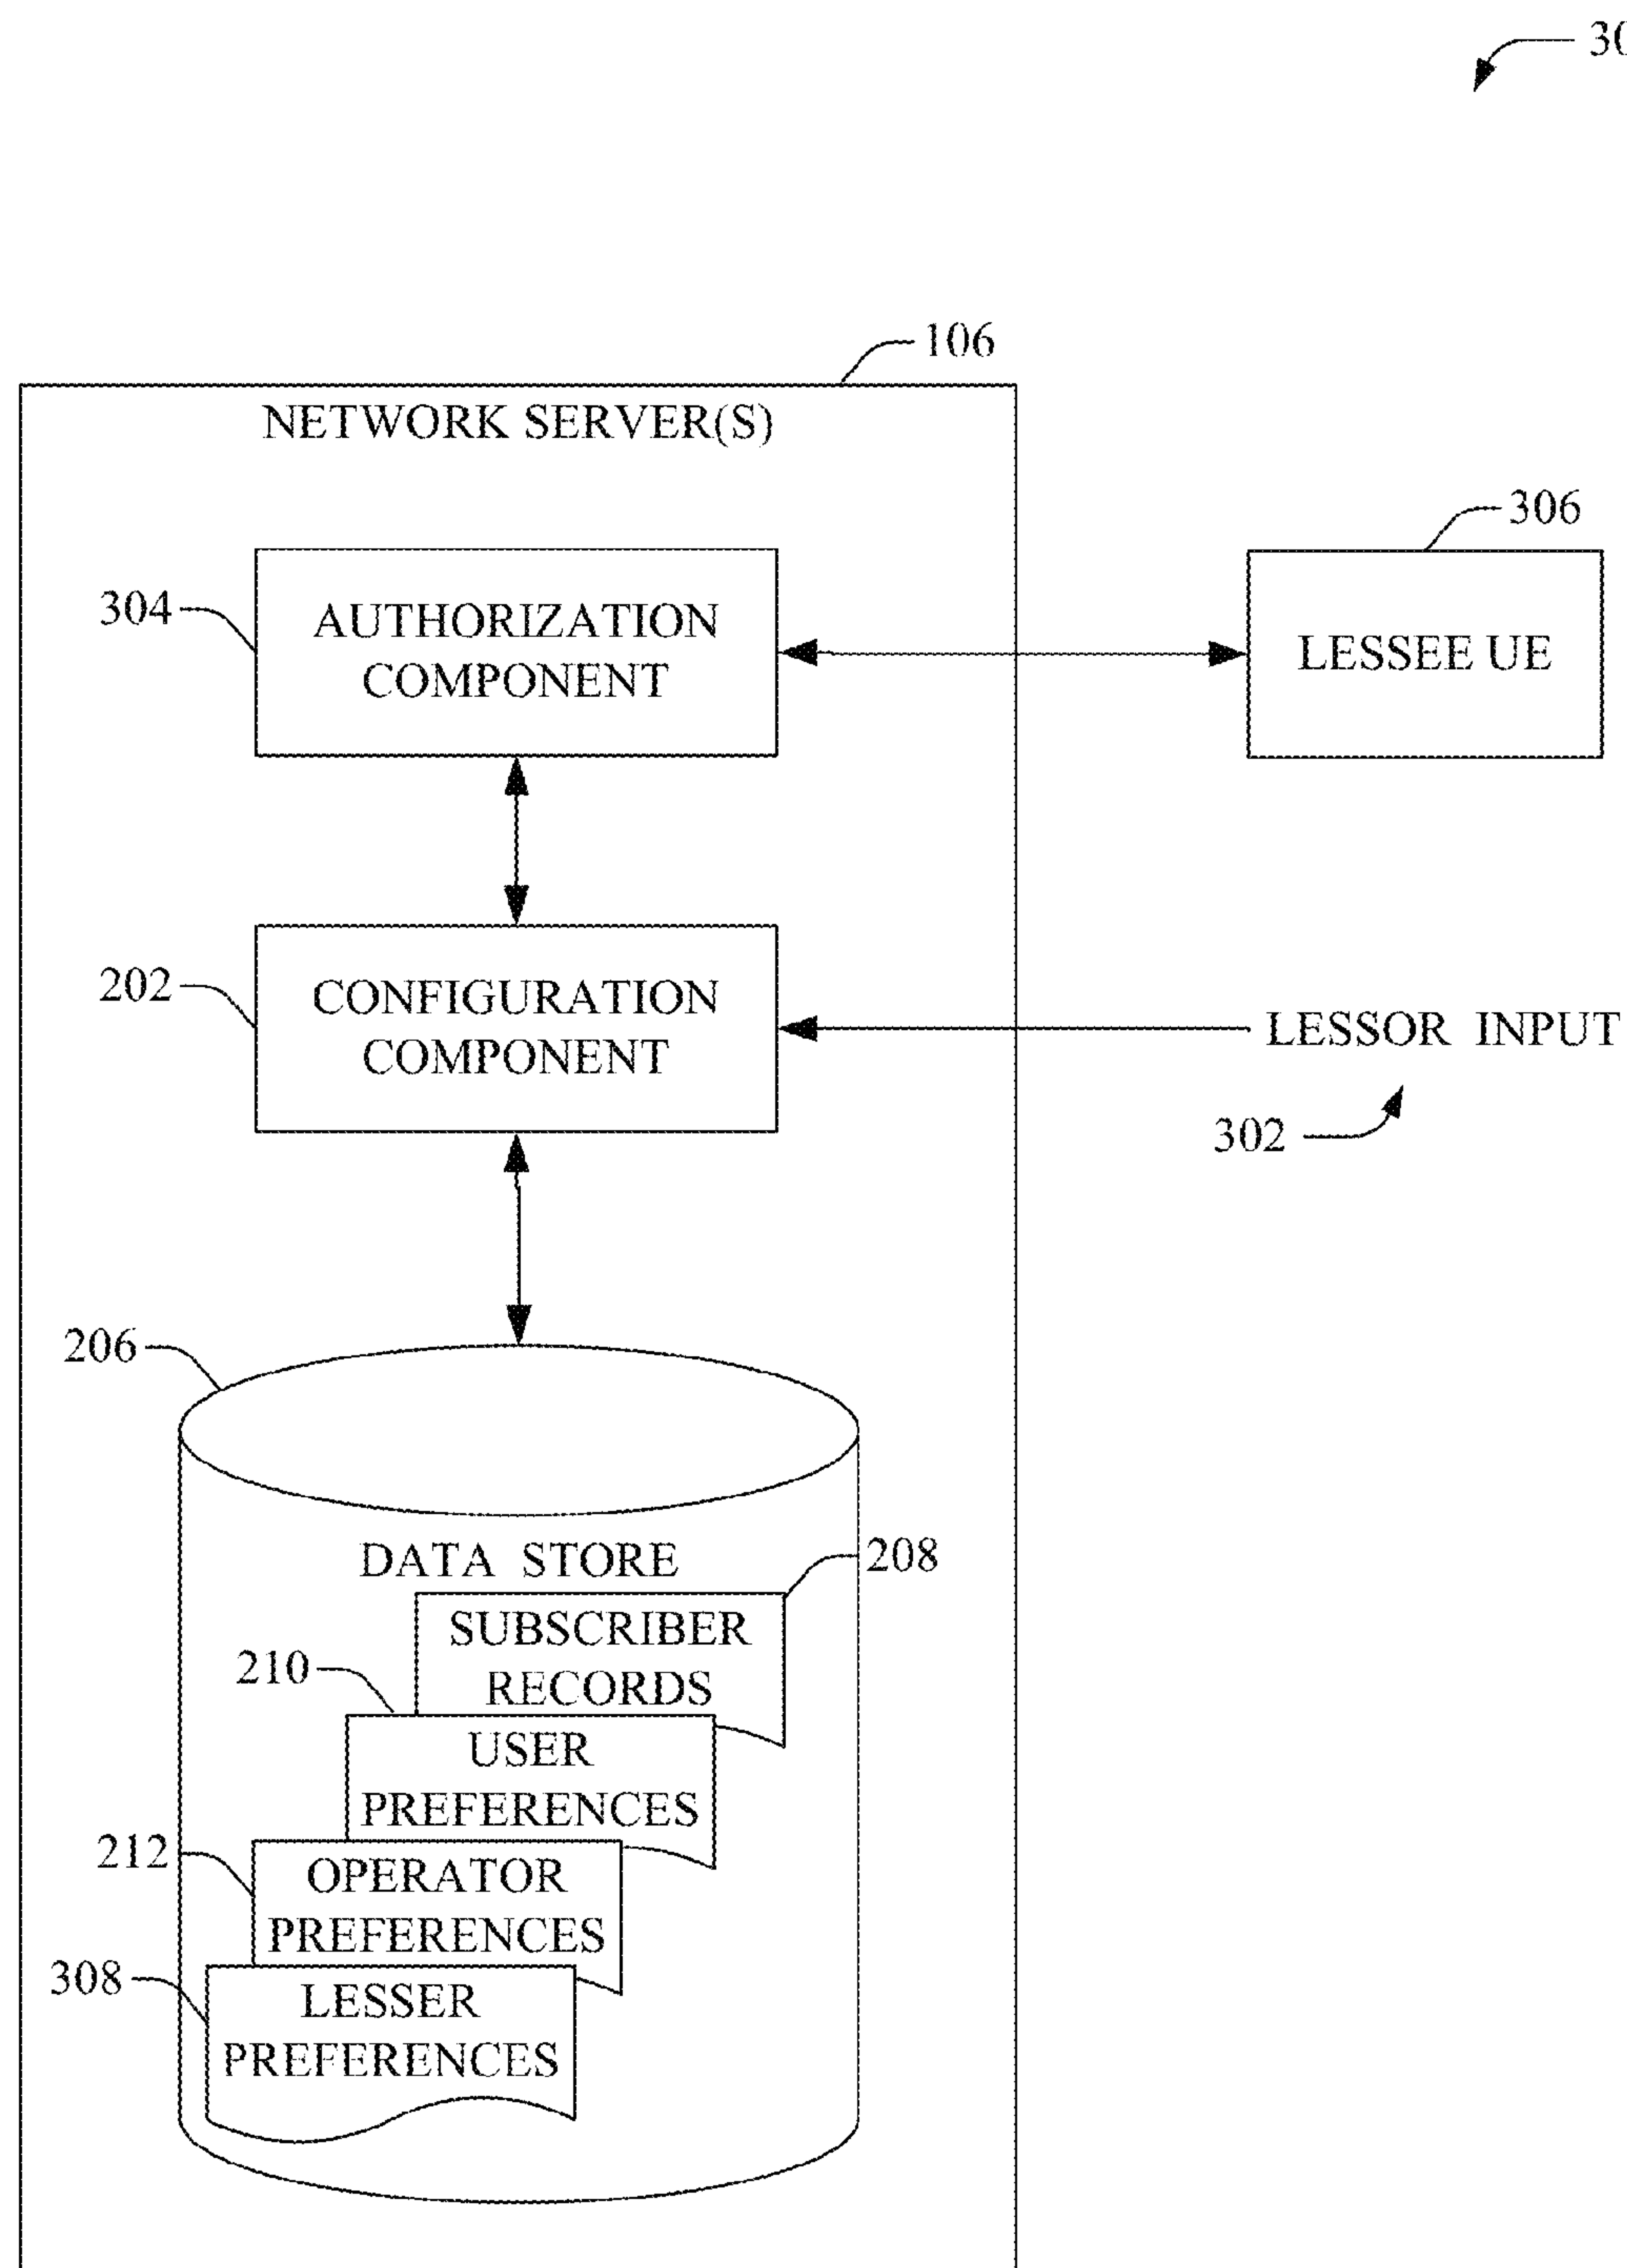 106
NETWORK SERVER(S)
306
304
AUTHORIZATION
COMPONENT
LESSEE UE
202
CONFIGURATION
COMPONENT
LESSOR INPUT
302
206
DATA STORE
208
SUBSCRIBER
RECORDS
210
USER
PREFERENCES
212
OPERATOR
PREFERENCES
308
LESSER
PREFERENCES